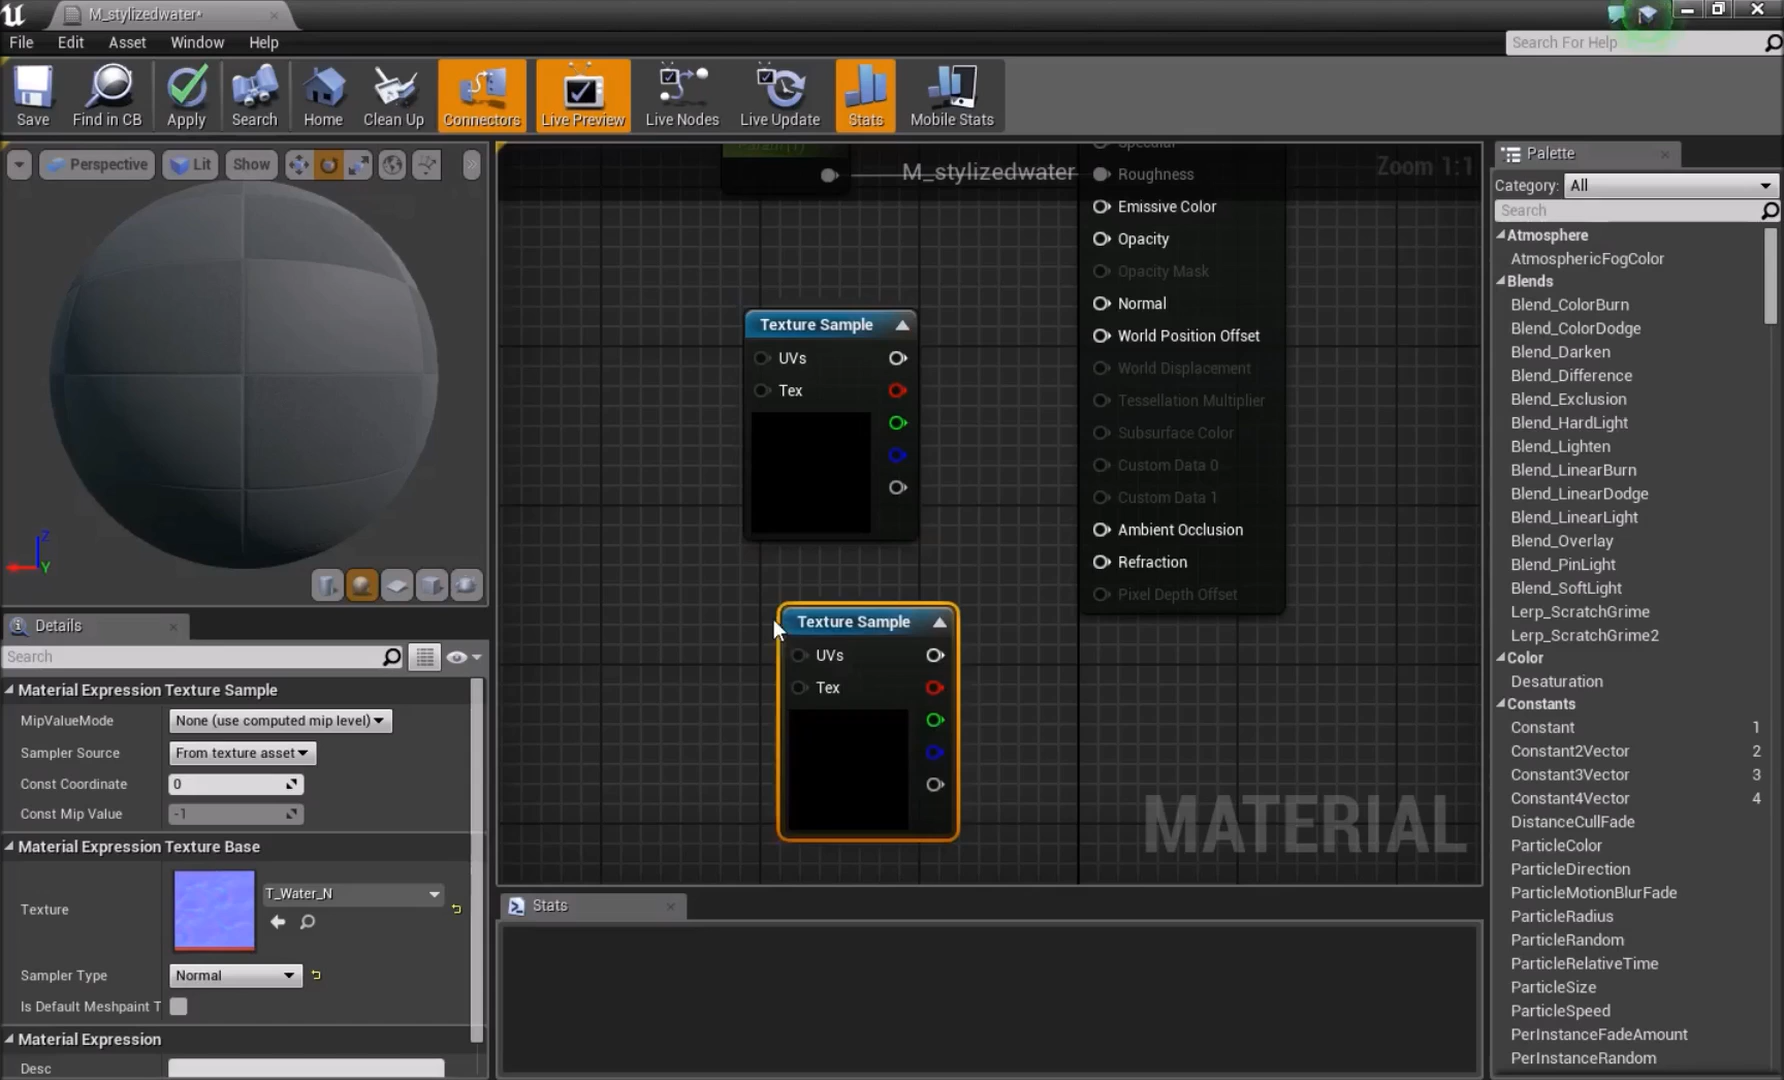 M_stylizedwater*
File Edit Asset Window Help
Search For Help
Save Find in CB Apply Search Home Clean Up Connectors Live Preview Live Nodes Live Update Stats Mobile Stats
Perspective Lit Show
Parent (1)
M_stylizedwater
Zoom 1:1
Specular
Roughness
Emissive Color
Opacity
Opacity Mask
Normal
World Position Offset
World Displacement
Tessellation Multiplier
Subsurface Color
Custom Data 0
Custom Data 1
Ambient Occlusion
Refraction
Pixel Depth Offset
Texture Sample
UVs
Tex
Texture Sample
UVs
Tex
MATERIAL
Z
Y
Details
Search
Material Expression Texture Sample
MipValueMode None (use computed mip level)
Sampler Source From texture asset
Const Coordinate 0
Const Mip Value -1
Material Expression Texture Base
Texture T_Water_N
Sampler Type Normal
Is Default Meshpaint T
Material Expression
Desc
Stats
Palette
Category: All
Search
Atmosphere
AtmosphericFogColor
Blends
Blend_ColorBurn
Blend_ColorDodge
Blend_Darken
Blend_Difference
Blend_Exclusion
Blend_HardLight
Blend_Lighten
Blend_LinearBurn
Blend_LinearDodge
Blend_LinearLight
Blend_Overlay
Blend_PinLight
Blend_SoftLight
Lerp_ScratchGrime
Lerp_ScratchGrime2
Color
Desaturation
Constants
Constant 1
Constant2Vector 2
Constant3Vector 3
Constant4Vector 4
DistanceCullFade
ParticleColor
ParticleDirection
ParticleMotionBlurFade
ParticleRadius
ParticleRandom
ParticleRelativeTime
ParticleSize
ParticleSpeed
PerInstanceFadeAmount
PerInstanceRandom